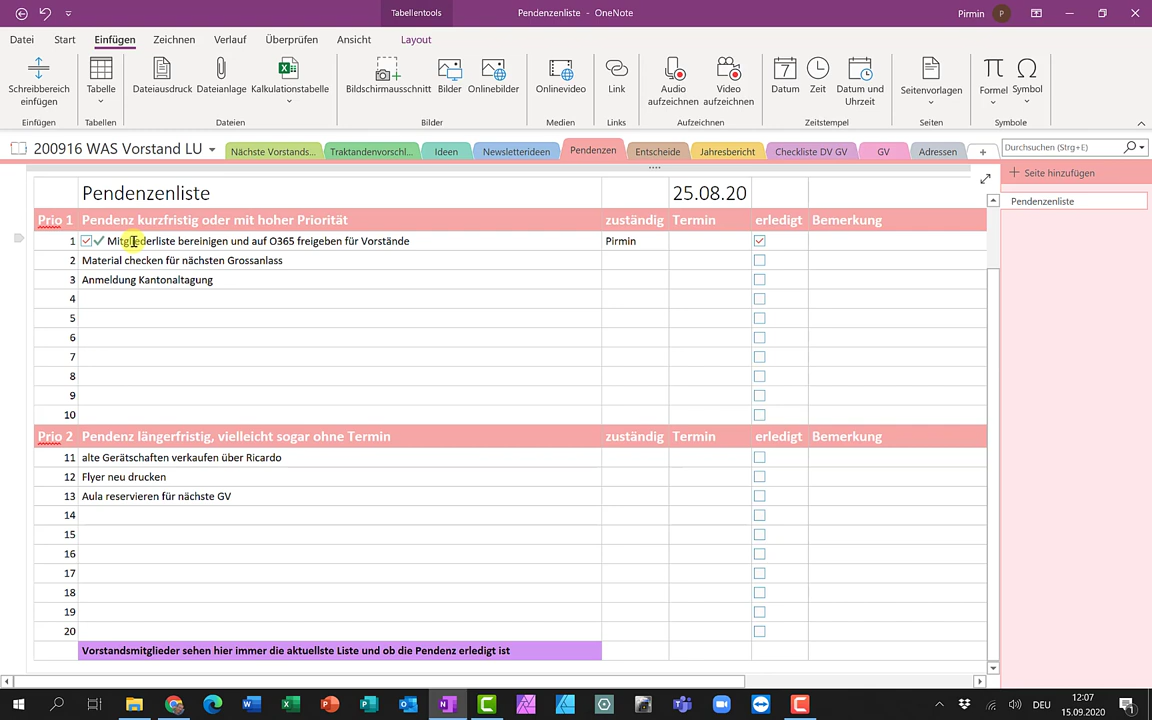 Tabellentools
Pendenzenliste - OneNote
Pirmin P
Datei Start Einfügen Zeichnen Verlauf Überprüfen Ansicht Layout
Schreibbereich einfügen
Tabelle
Dateiausdruck
Dateianlage
Kalkulationstabelle
Bildschirmausschnitt
Bilder
Onlinebilder
Onlinevideo
Link
Audio aufzeichnen
Video aufzeichnen
Datum
Zeit
Datum und Uhrzeit
Seitenvorlagen
Formel
Symbol
Einfügen Tabellen Dateien Bilder Medien Links Aufzeichnen Zeitstempel Seiten Symbole
200916 WAS Vorstand LU
Nächste Vorstands... Traktandenvorschl... Ideen Newsletterideen Pendenzen Entscheide Jahresbericht Checkliste DV GV GV Adressen +
Durchsuchen (Strg+E)
Seite hinzufügen
Pendenzenliste
Pendenzenliste 25.08.20
Prio 1 Pendenz kurzfristig oder mit hoher Priorität zuständig Termin erledigt Bemerkung
1 Mitgliederliste bereinigen und auf O365 freigeben für Vorstände Pirmin
2 Material checken für nächsten Grossanlass
3 Anmeldung Kantonaltagung
4
5
6
7
8
9
10
Prio 2 Pendenz längerfristig, vielleicht sogar ohne Termin zuständig Termin erledigt Bemerkung
11 alte Gerätschaften verkaufen über Ricardo
12 Flyer neu drucken
13 Aula reservieren für nächste GV
14
15
16
17
18
19
20
Vorstandsmitglieder sehen hier immer die aktuellste Liste und ob die Pendenz erledigt ist
DEU
12:07
15.09.2020